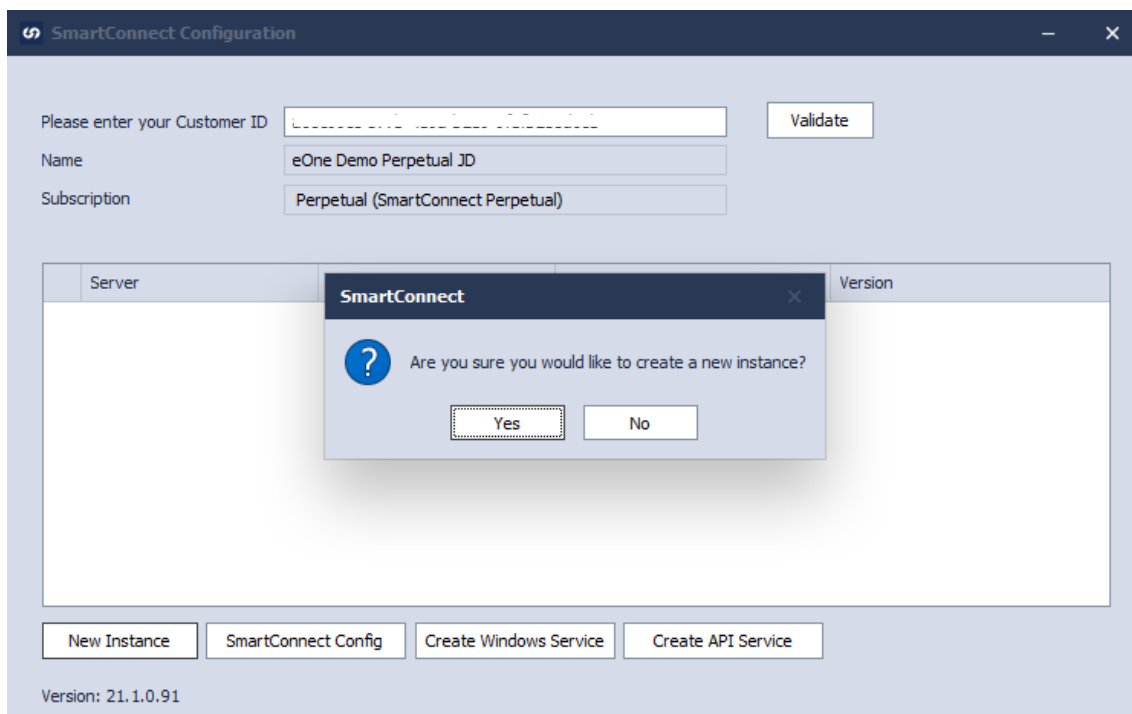 SmartConnect Configuration
Please enter your Customer ID
Validate
Name
eOne Demo Perpetual JD
Subscription
Perpetual (SmartConnect Perpetual)
Server
Version
SmartConnect
?
Are you sure you would like to create a new instance?
Yes
No
New Instance
SmartConnect Config
Create Windows Service
Create API Service
Version: 21.1.0.91